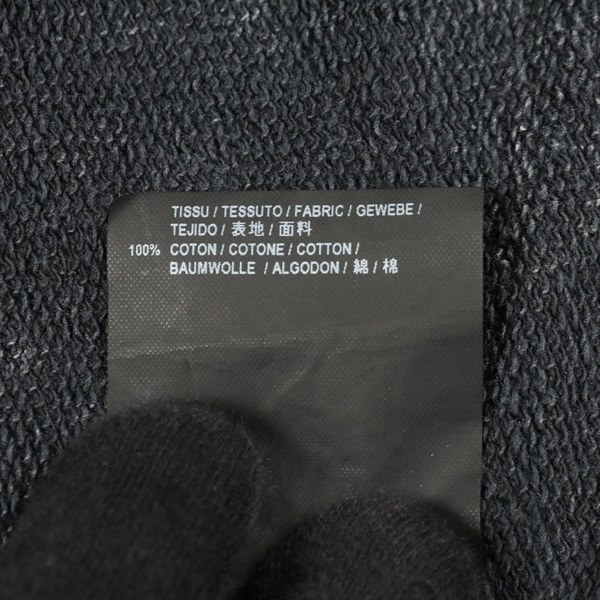 TISSU / TESSUTO / FABRIC / GEWEBE /
TEJIDO / 表地 / 面料
100% COTON / COTONE / COTTON /
BAUMWOLLE / ALGODON / 綿 / 棉